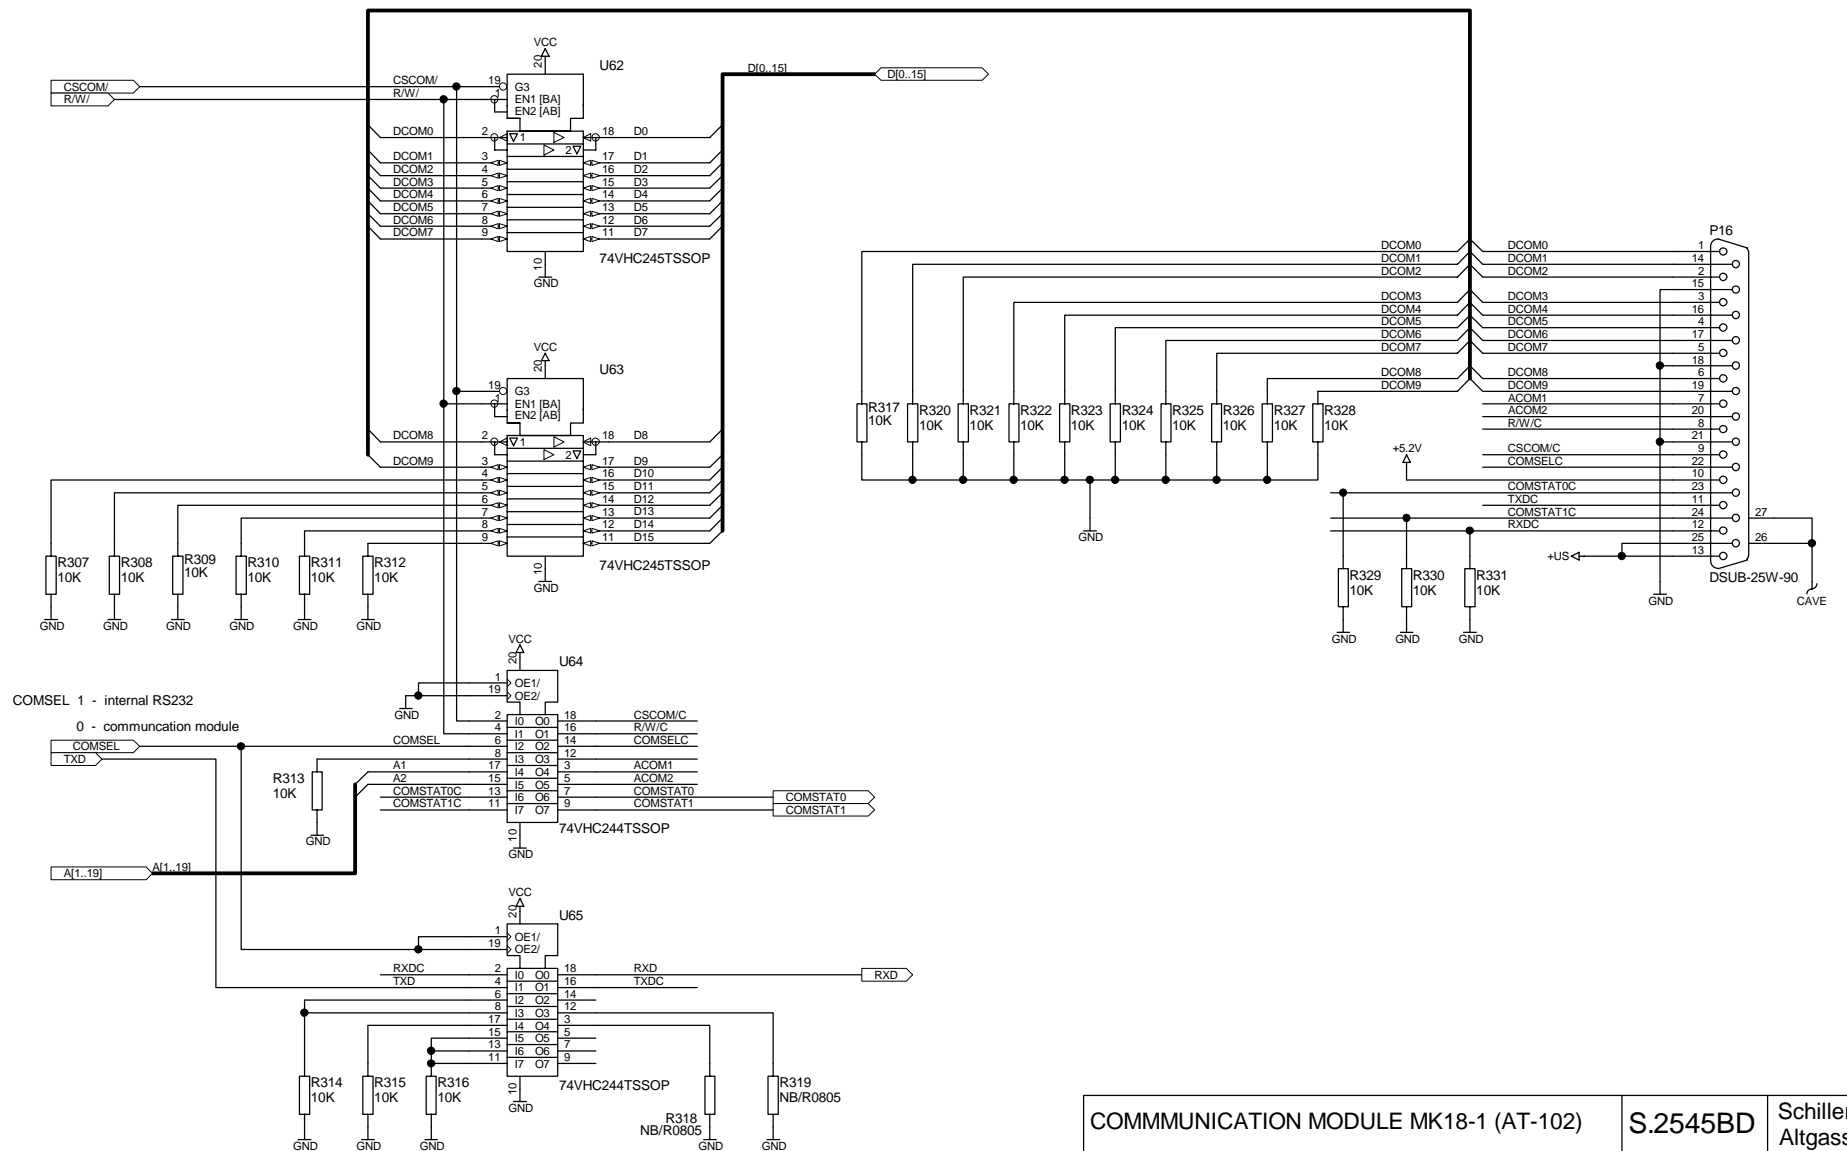 VCC
20
U62
CSCOM/
R/W/
CSCOM/
R/W/
19
1
G3
EN1 [BA]
EN2 [AB]
D[0..15]
D[0..15]
DCOM0 2 1 18 D0
2
DCOM1 3 17 D1
DCOM2 4 16 D2
DCOM3 5 15 D3
DCOM4 6 14 D4
DCOM5 7 13 D5
DCOM6 8 12 D6
DCOM7 9 11 D7
74VHC245TSSOP
10
GND
VCC
20
U63
19
1
G3
EN1 [BA]
EN2 [AB]
DCOM8 2 1 18 D8
2
DCOM9 3 17 D9
4 16 D10
5 15 D11
6 14 D12
7 13 D13
8 12 D14
9 11 D15
74VHC245TSSOP
10
GND
R307 10K
R308 10K
R309 10K
R310 10K
R311 10K
R312 10K
GND GND GND GND GND GND
P16
DCOM0 DCOM0 1
DCOM1 DCOM1 14
DCOM2 DCOM2 2
15
DCOM3 DCOM3 3
DCOM4 DCOM4 16
DCOM5 DCOM5 4
DCOM6 DCOM6 17
DCOM7 DCOM7 5
18
DCOM8 DCOM8 6
DCOM9 DCOM9 19
ACOM1 7
ACOM2 20
R/W/C 8
21
CSCOM/C 9
COMSELC 22
+5.2V 10
COMSTAT0C 23
TXDC 11
COMSTAT1C 24 27
RXDC 12
25 26
+US 13
DSUB-25W-90
GND
CAVE
R317 10K
R320 10K
R321 10K
R322 10K
R323 10K
R324 10K
R325 10K
R326 10K
R327 10K
R328 10K
GND
R329 10K
R330 10K
R331 10K
GND GND GND
VCC
20
U64
1 OE1/
19 OE2/
GND
COMSEL 1 - internal RS232
0 - communcation module
COMSEL
TXD
2 I0 O0 18 CSCOM/C
4 I1 O1 16 R/W/C
COMSEL 6 I2 O2 14 COMSELC
8 I3 O3 12
A1 17 I4 O4 3 ACOM1
A2 15 I5 O5 5 ACOM2
COMSTAT0C 13 I6 O6 7 COMSTAT0 COMSTAT0
COMSTAT1C 11 I7 O7 9 COMSTAT1 COMSTAT1
R313
10K
GND
74VHC244TSSOP
10
GND
A[1..19]
A[1..19]
VCC
20
U65
1 OE1/
19 OE2/
RXDC 2 I0 O0 18 RXD RXD
TXD 4 I1 O1 16 TXDC
6 I2 O2 14
8 I3 O3 12
17 I4 O4 3
15 I5 O5 5
13 I6 O6 7
11 I7 O7 9
74VHC244TSSOP
10
GND
R314 10K
R315 10K
R316 10K
R318
NB/R0805
R319
NB/R0805
GND GND GND GND GND
COMMMUNICATION MODULE MK18-1 (AT-102)
S.2545BD
Schiller
Altgass